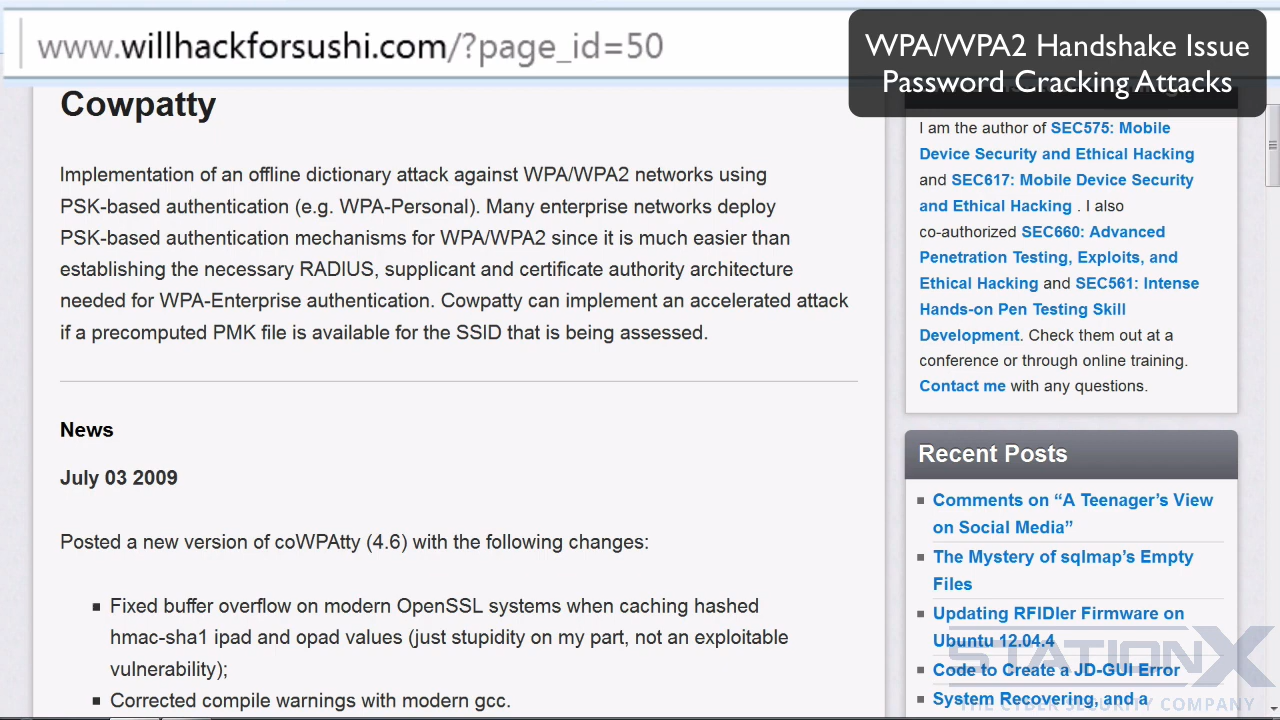 www.willhackforsushi.com/?page_id=50
WPA/WPA2 Handshake Issue
Password Cracking Attacks
Cowpatty
Implementation of an offline dictionary attack against WPA/WPA2 networks using
PSK-based authentication (e.g. WPA-Personal). Many enterprise networks deploy
PSK-based authentication mechanisms for WPA/WPA2 since it is much easier than
establishing the necessary RADIUS, supplicant and certificate authority architecture
needed for WPA-Enterprise authentication. Cowpatty can implement an accelerated attack
if a precomputed PMK file is available for the SSID that is being assessed.
News
July 03 2009
Posted a new version of coWPAtty (4.6) with the following changes:
Fixed buffer overflow on modern OpenSSL systems when caching hashed
hmac-sha1 ipad and opad values (just stupidity on my part, not an exploitable
vulnerability);
Corrected compile warnings with modern gcc.
I am the author of SEC575: Mobile
Device Security and Ethical Hacking
and SEC617: Mobile Device Security
and Ethical Hacking . I also
co-authorized SEC660: Advanced
Penetration Testing, Exploits, and
Ethical Hacking and SEC561: Intense
Hands-on Pen Testing Skill
Development. Check them out at a
conference or through online training.
Contact me with any questions.
Recent Posts
Comments on “A Teenager’s View
on Social Media”
The Mystery of sqlmap’s Empty
Files
Updating RFIDler Firmware on
Ubuntu 12.04.4
Code to Create a JD-GUI Error
System Recovering, and a
STATIONX
THE CYBER SECURITY COMPANY